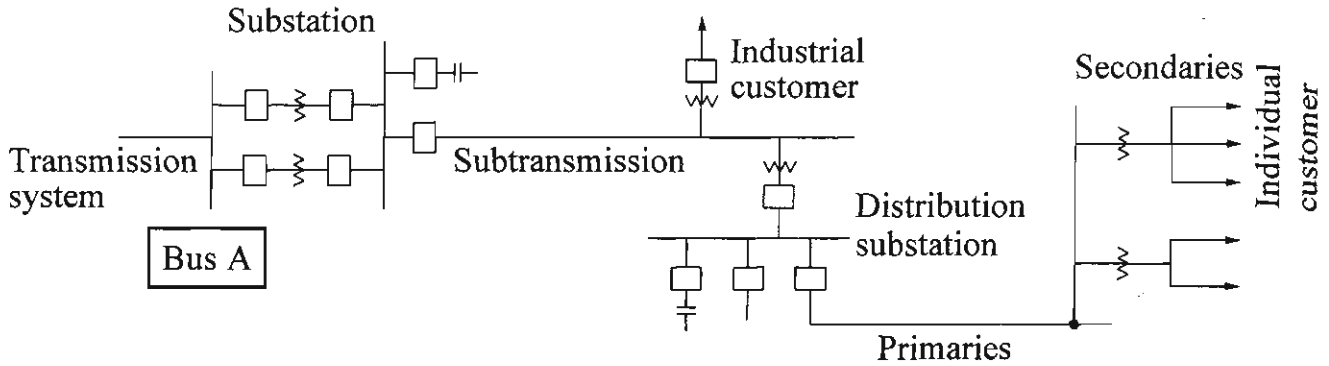 Substation
Industrial
customer
Secondaries
Individual
customer
Transmission
system
Subtransmission
Distribution
substation
Bus A
Primaries